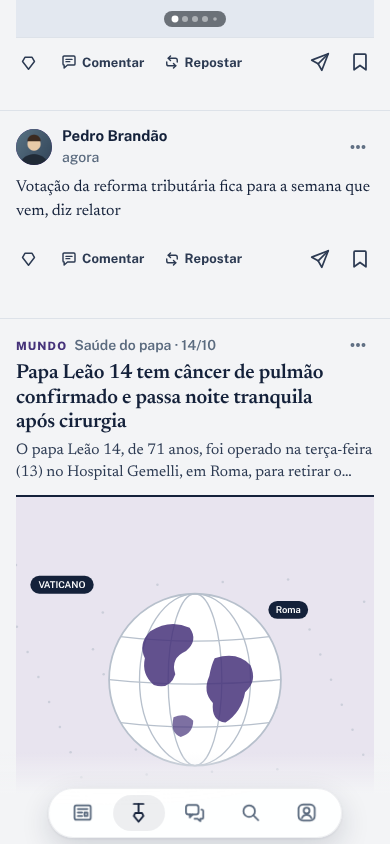 Comentar Repostar
Pedro Brandão
agora
Votação da reforma tributária fica para a semana que
vem, diz relator
Comentar Repostar
MUNDO Saúde do papa · 14/10
Papa Leão 14 tem câncer de pulmão
confirmado e passa noite tranquila
após cirurgia
O papa Leão 14, de 71 anos, foi operado na terça-feira
(13) no Hospital Gemelli, em Roma, para retirar o...
VATICANO
Roma